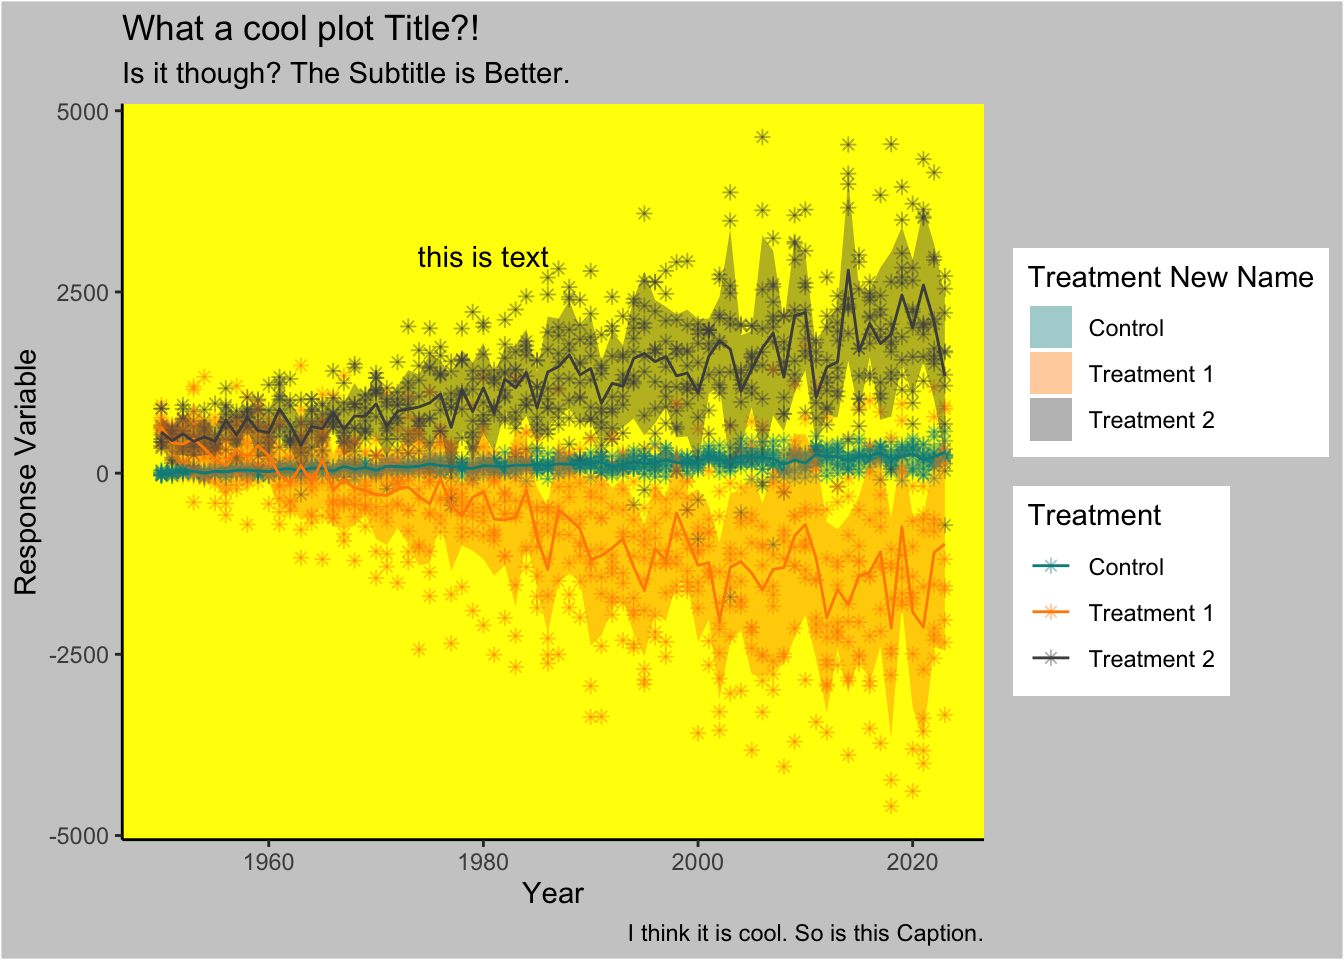 What a cool plot Title?!
Is it though? The Subtitle is Better.
5000
2500
0
-2500
-5000
Response Variable
this is text
1960
1980
2000
2020
Year
I think it is cool. So is this Caption.
Treatment New Name
Control
Treatment 1
Treatment 2
Treatment
Control
Treatment 1
Treatment 2